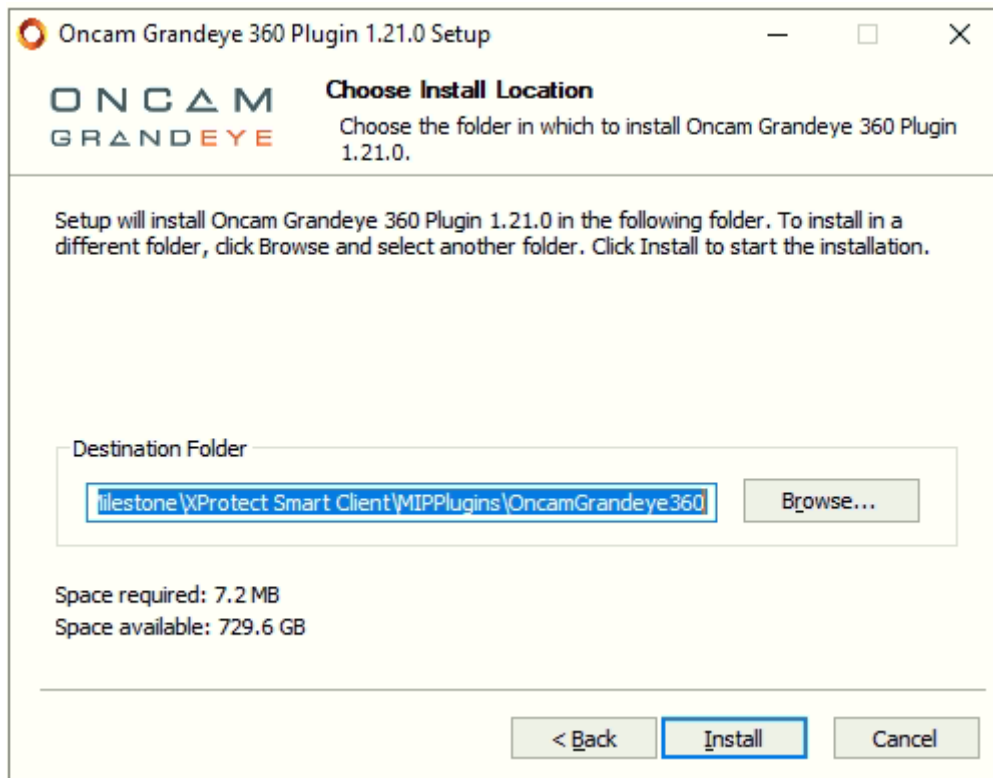 Oncam Grandeye 360 Plugin 1.21.0 Setup
ONCAM
GRANDEYE
Choose Install Location
Choose the folder in which to install Oncam Grandeye 360 Plugin
1.21.0.
Setup will install Oncam Grandeye 360 Plugin 1.21.0 in the following folder. To install in a
different folder, click Browse and select another folder. Click Install to start the installation.
Destination Folder
Milestone\XProtect Smart Client\MIPPlugins\OncamGrandeye360
Browse...
Space required: 7.2 MB
Space available: 729.6 GB
< Back
Install
Cancel